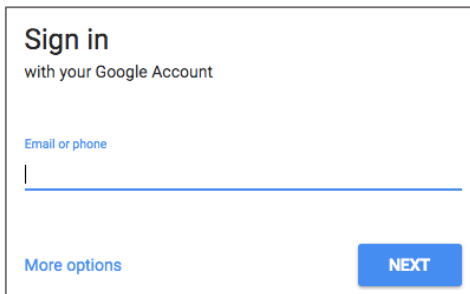 Sign in
with your Google Account
Email or phone
More options
NEXT